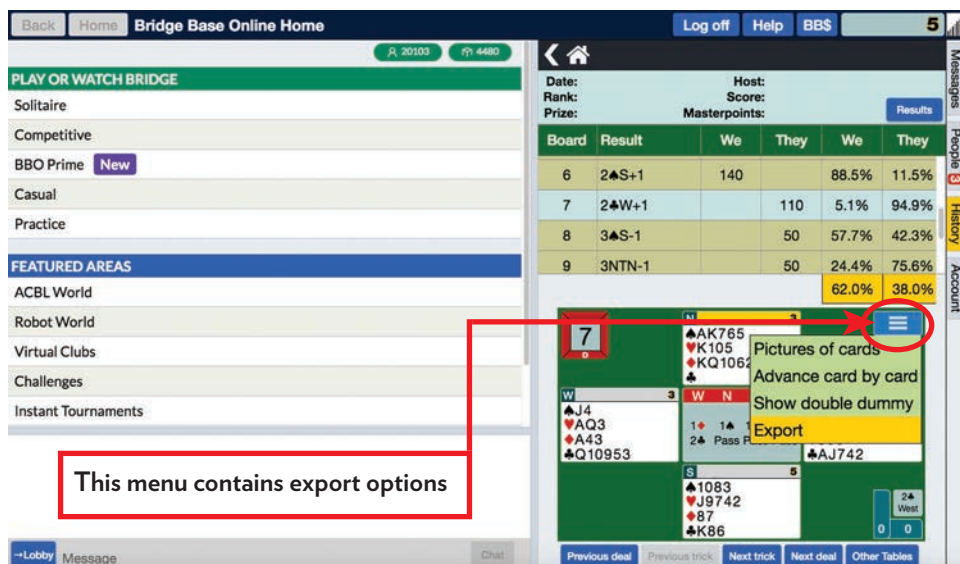 Back Home Bridge Base Online Home Log off Help BB$ 5
20103 4480
PLAY OR WATCH BRIDGE
Solitaire
Competitive
BBO Prime New
Casual
Practice
FEATURED AREAS
ACBL World
Robot World
Virtual Clubs
Challenges
Instant Tournaments
This menu contains export options
→Lobby Message Chat
Date: Host:
Rank: Score:
Prize: Masterpoints: Results
Board Result We They We They
6 2♠S+1 140 88.5% 11.5%
7 2♣W+1 110 5.1% 94.9%
8 3♠S-1 50 57.7% 42.3%
9 3NTN-1 50 24.4% 75.6%
62.0% 38.0%
7
D
N 3
♠AK765
♥K105
♦KQ1062
♣
Pictures of cards
Advance card by card
Show double dummy
Export
W 3
♠J4
♥AQ3
♦A43
♣Q10953
W N
1♦ 1♠
2♣ Pass
♣AJ742
S 5
♠1083
♥J9742
♦87
♣K86
2♣
West
0 0
Previous deal Previous trick Next trick Next deal Other Tables
Messages
People 3
History
Account